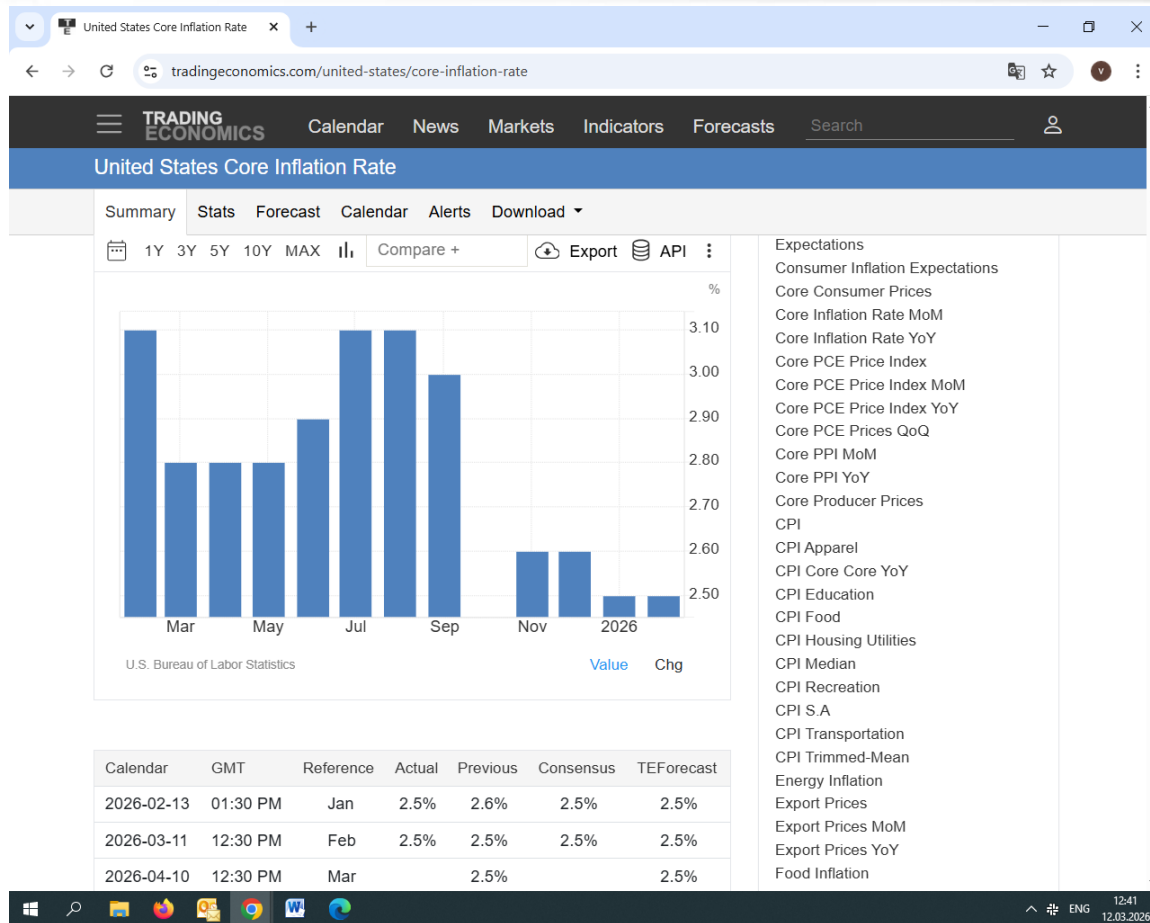 United States Core Inflation Rate
tradingeconomics.com/united-states/core-inflation-rate
V
TRADING
ECONOMICS
Calendar News Markets Indicators Forecasts Search
United States Core Inflation Rate
Summary Stats Forecast Calendar Alerts Download
1Y 3Y 5Y 10Y MAX Compare + Export API
%
3.10
3.00
2.90
2.80
2.70
2.60
2.50
Mar May Jul Sep Nov 2026
U.S. Bureau of Labor Statistics Value Chg
Calendar GMT Reference Actual Previous Consensus TEForecast
2026-02-13 01:30 PM Jan 2.5% 2.6% 2.5% 2.5%
2026-03-11 12:30 PM Feb 2.5% 2.5% 2.5% 2.5%
2026-04-10 12:30 PM Mar 2.5% 2.5%
Expectations
Consumer Inflation Expectations
Core Consumer Prices
Core Inflation Rate MoM
Core Inflation Rate YoY
Core PCE Price Index
Core PCE Price Index MoM
Core PCE Price Index YoY
Core PCE Prices QoQ
Core PPI MoM
Core PPI YoY
Core Producer Prices
CPI
CPI Apparel
CPI Core Core YoY
CPI Education
CPI Food
CPI Housing Utilities
CPI Median
CPI Recreation
CPI S.A
CPI Transportation
CPI Trimmed-Mean
Energy Inflation
Export Prices
Export Prices MoM
Export Prices YoY
Food Inflation
ENG 12:41
12.03.2026